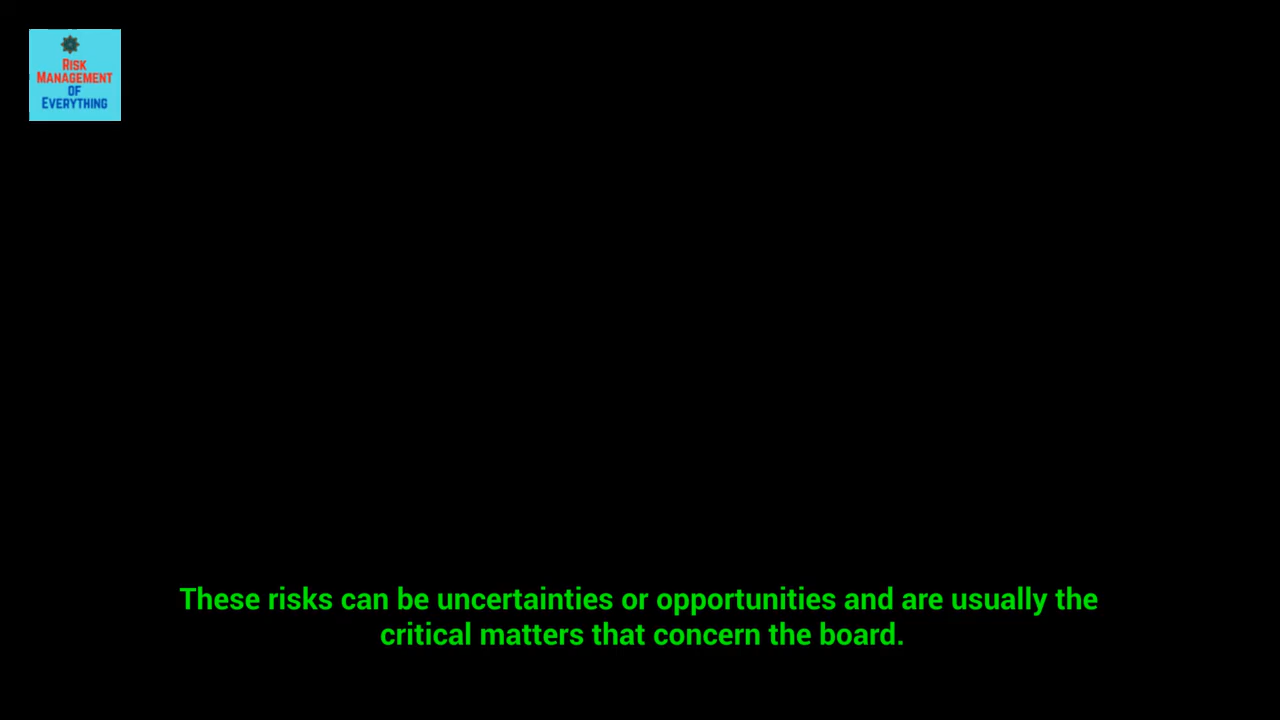 RISK
MANAGEMENT
OF
EVERYTHING
These risks can be uncertainties or opportunities and are usually the
critical matters that concern the board.